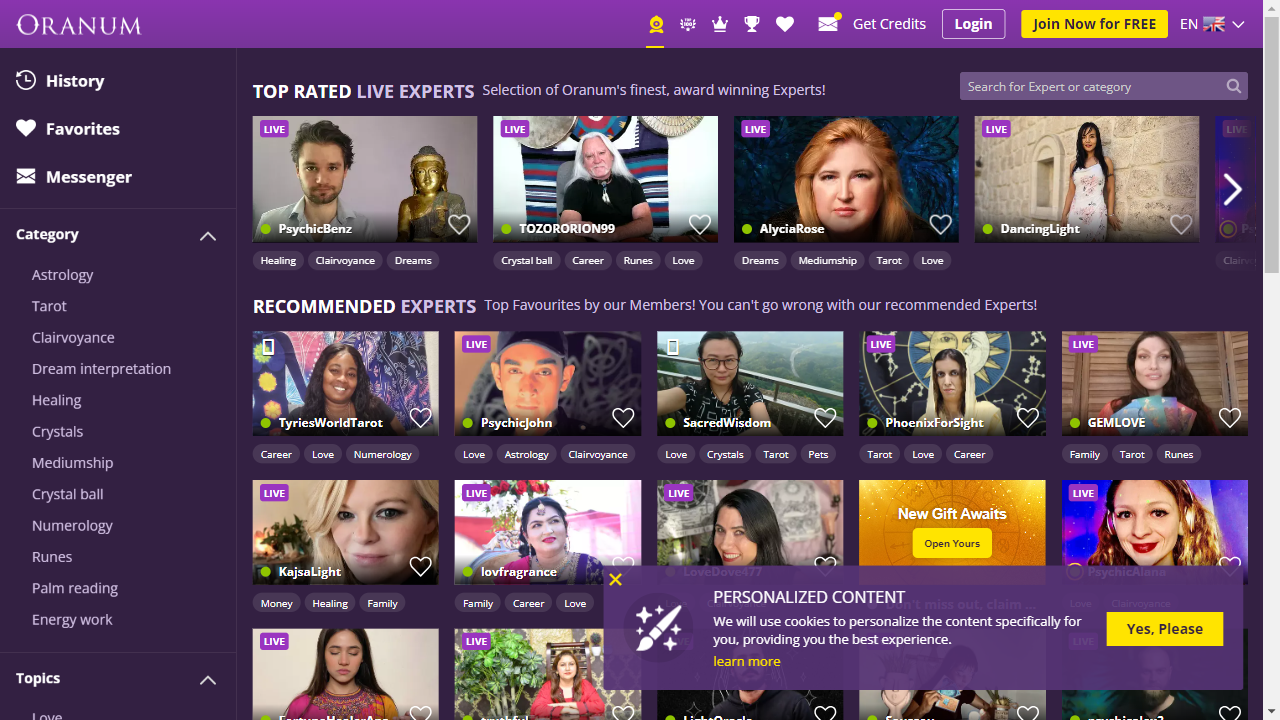 ORANUM
Get Credits
Login
Join Now for FREE
EN
History
Favorites
Messenger
Category
Astrology
Tarot
Clairvoyance
Dream interpretation
Healing
Crystals
Mediumship
Crystal ball
Numerology
Runes
Palm reading
Energy work
Topics
Love
TOP RATED LIVE EXPERTS Selection of Oranum's finest, award winning Experts!
Search for Expert or category
LIVE LIVE LIVE LIVE LIVE
PsychicBenz TOZORORION99 AlyciaRose DancingLight
Healing Clairvoyance Dreams Crystal ball Career Runes Love Dreams Mediumship Tarot Love
RECOMMENDED EXPERTS Top Favourites by our Members! You can't go wrong with our recommended Experts!
LIVE LIVE LIVE
TyriesWorldTarot PsychicJohn SacredWisdom PhoenixForSight GEMLOVE
Career Love Numerology Love Astrology Clairvoyance Love Crystals Tarot Pets Tarot Love Career Family Tarot Runes
LIVE LIVE LIVE LIVE
New Gift Awaits
Open Yours
KajsaLight lovfragrance LoveDove477 PsychicAlana
Money Healing Family Family Career Love Don't miss out, claim ... Love Clairvoyance
LIVE LIVE
truthful LightOracle
PERSONALIZED CONTENT
We will use cookies to personalize the content specifically for
you, providing you the best experience.
learn more
Yes, Please